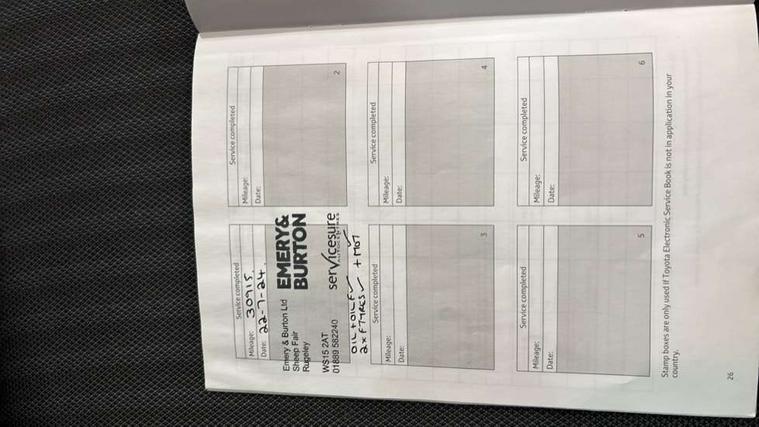 Service completed
Mileage: 30915
Date: 22-7-24.
Emery & Burton Ltd
Sheep Fair
Rugeley
WS15 2AT
01889 582240
EMERY&
BURTON
servicesure
AUTOCENTRES
OIL + OIL F ✓
2 x F TYRES ✓ + MOT ✓
Service completed
Mileage:
Date:
2
Service completed
Mileage:
Date:
3
Service completed
Mileage:
Date:
4
Service completed
Mileage:
Date:
5
Service completed
Mileage:
Date:
6
Stamp boxes are only used if Toyota Electronic Service Book is not in application in your
country.
26